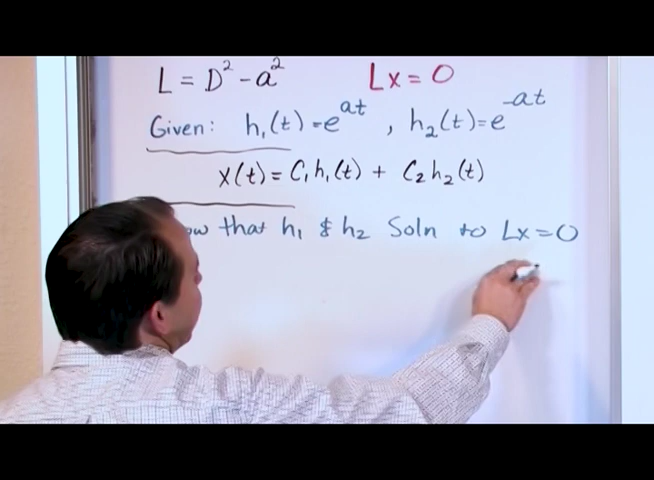 L = D² - a² Lx = 0
Given: h₁(t) = e^at , h₂(t) = e^-at
x(t) = C₁h₁(t) + C₂h₂(t)
that h₁ & h₂ Soln to Lx = 0